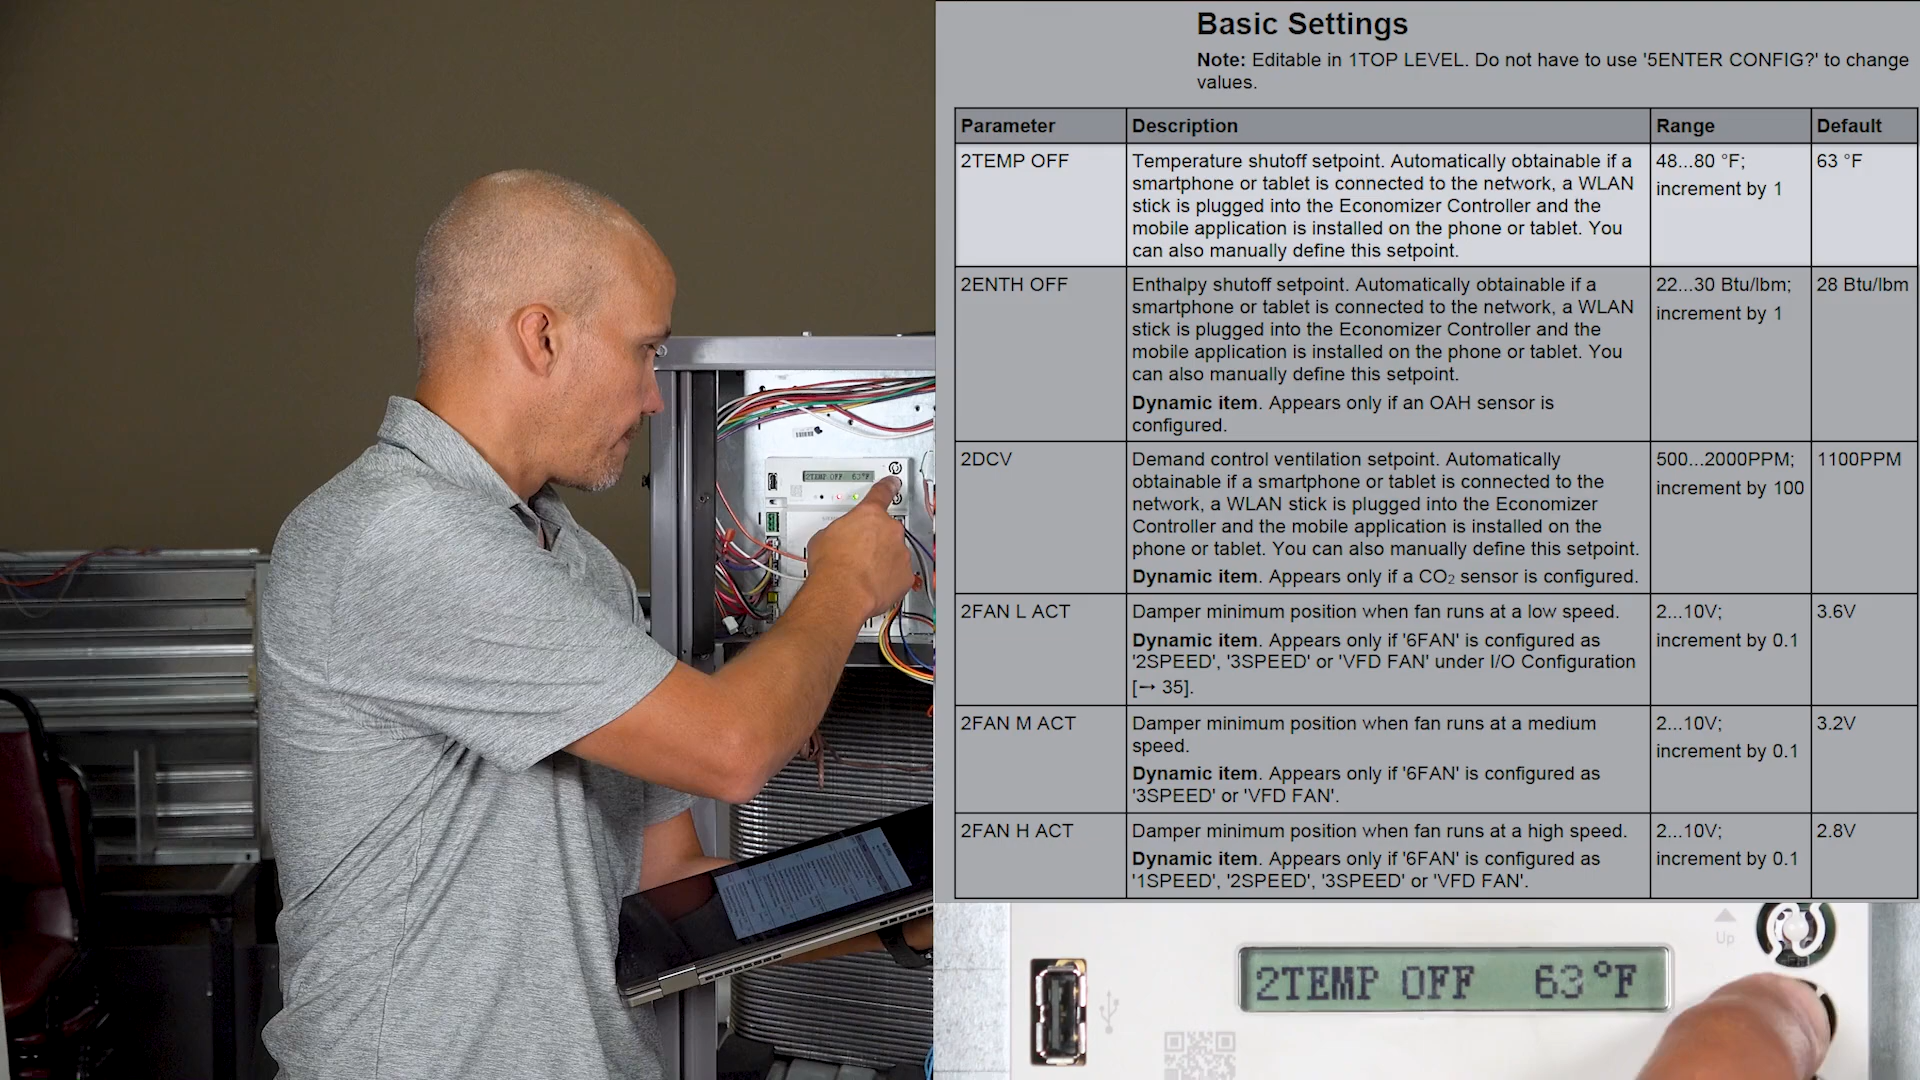 Basic Settings
Note: Editable in 1TOP LEVEL. Do not have to use '5ENTER CONFIG?' to change
values.
Parameter Description Range Default
2TEMP OFF Temperature shutoff setpoint. Automatically obtainable if a 48...80 °F; 63 °F
smartphone or tablet is connected to the network, a WLAN increment by 1
stick is plugged into the Economizer Controller and the
mobile application is installed on the phone or tablet. You
can also manually define this setpoint.
2ENTH OFF Enthalpy shutoff setpoint. Automatically obtainable if a 22...30 Btu/lbm; 28 Btu/lbm
smartphone or tablet is connected to the network, a WLAN increment by 1
stick is plugged into the Economizer Controller and the
mobile application is installed on the phone or tablet. You
can also manually define this setpoint.
Dynamic item. Appears only if an OAH sensor is
configured.
2DCV Demand control ventilation setpoint. Automatically 500...2000PPM; 1100PPM
obtainable if a smartphone or tablet is connected to the increment by 100
network, a WLAN stick is plugged into the Economizer
Controller and the mobile application is installed on the
phone or tablet. You can also manually define this setpoint.
Dynamic item. Appears only if a CO₂ sensor is configured.
2FAN L ACT Damper minimum position when fan runs at a low speed. 2...10V; 3.6V
Dynamic item. Appears only if '6FAN' is configured as increment by 0.1
'2SPEED', '3SPEED' or 'VFD FAN' under I/O Configuration
[→ 35].
2FAN M ACT Damper minimum position when fan runs at a medium 2...10V; 3.2V
speed. increment by 0.1
Dynamic item. Appears only if '6FAN' is configured as
'3SPEED' or 'VFD FAN'.
2FAN H ACT Damper minimum position when fan runs at a high speed. 2...10V; 2.8V
Dynamic item. Appears only if '6FAN' is configured as increment by 0.1
'1SPEED', '2SPEED', '3SPEED' or 'VFD FAN'.
2TEMP OFF 63°F
Up
2TEMP OFF 63°F